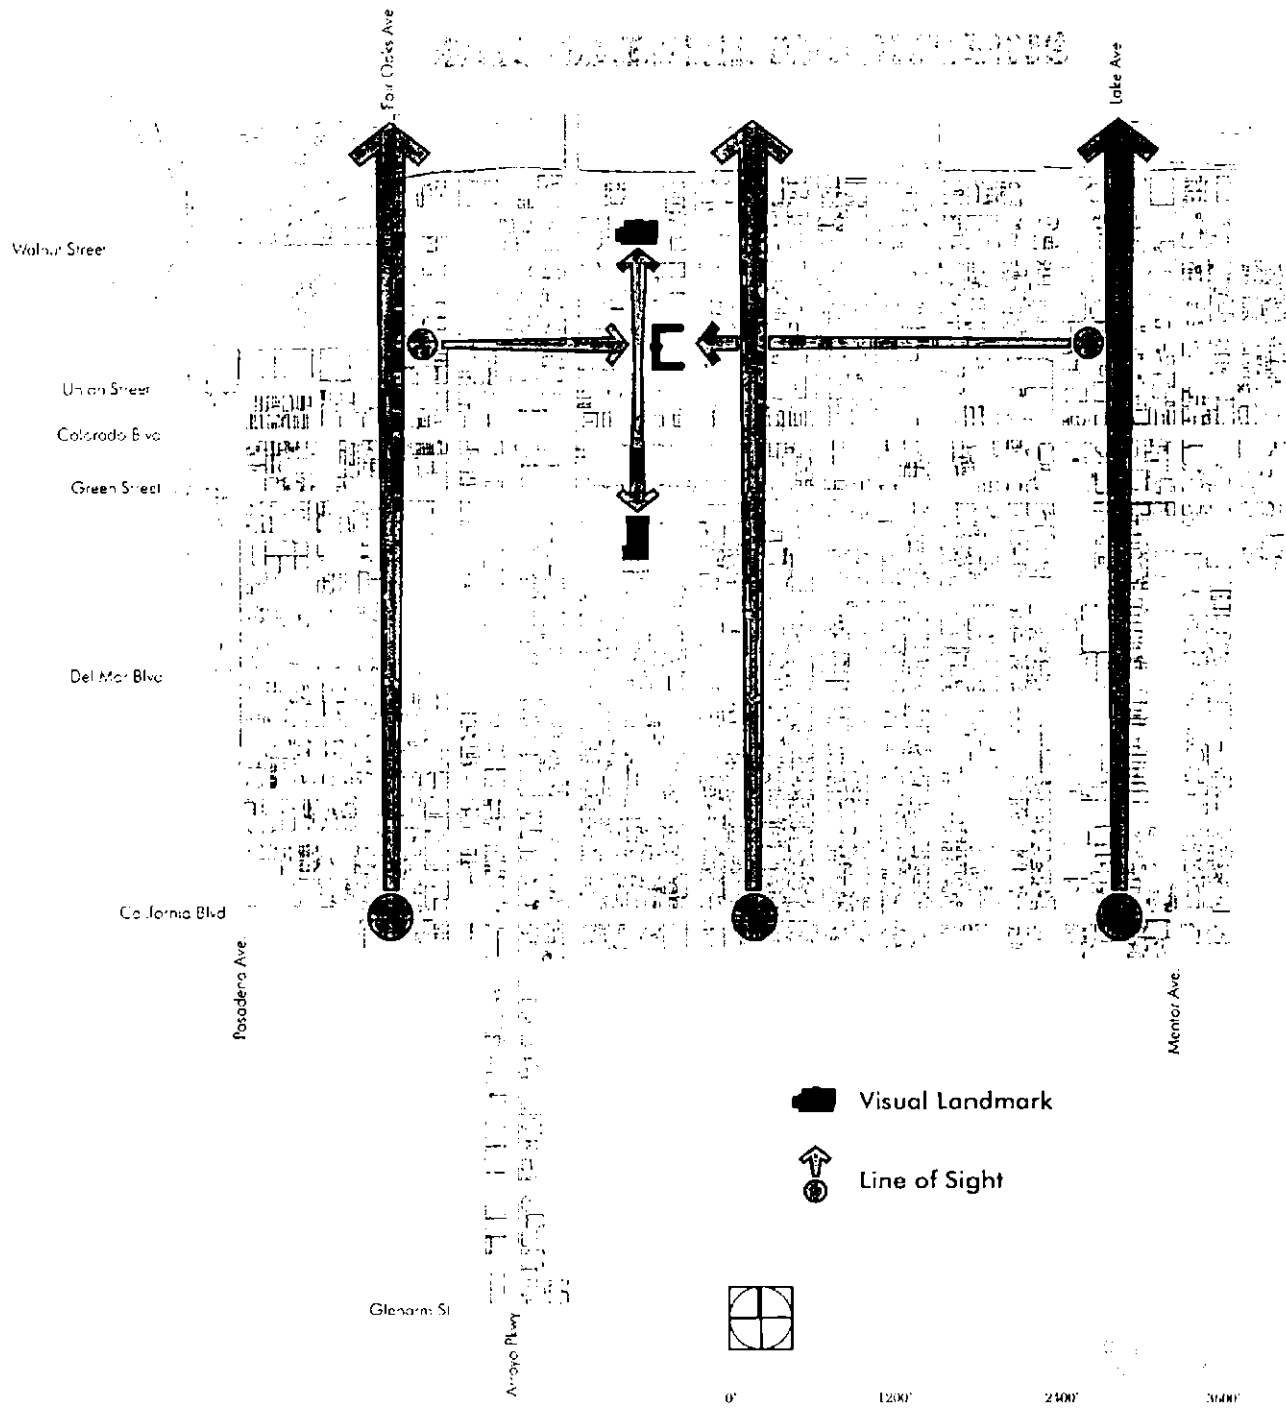 Fair Oaks Ave
Lake Ave
Walnut Street
Union Street
Colorado Blvd
Green Street
Del Mar Blvd
California Blvd
Pasadena Ave.
Mentor Ave.
Visual Landmark
Line of Sight
Glenarm St
Arroyo Pkwy
0' 1200' 2400' 3600'